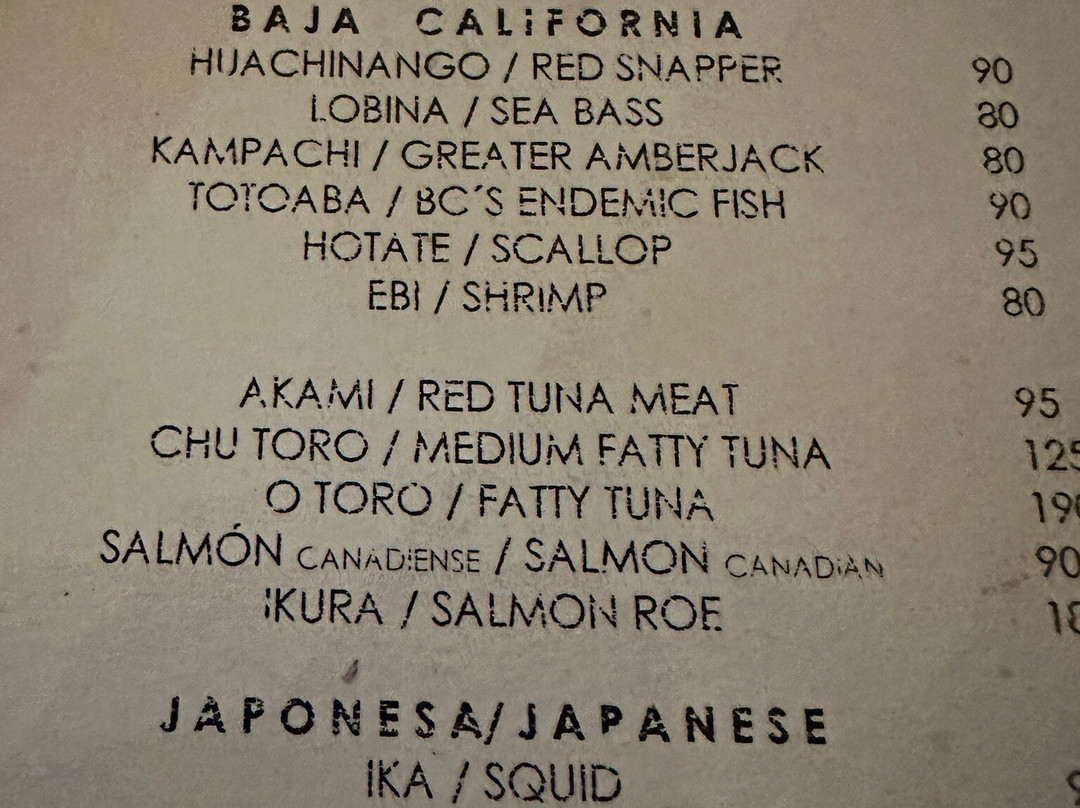 BAJA CALIFORNIA
HUACHINANGO / RED SNAPPER 90
LOBINA / SEA BASS 80
KAMPACHI / GREATER AMBERJACK 80
TOTOABA / BC´S ENDEMIC FISH 90
HOTATE / SCALLOP 95
EBI / SHRIMP 80
AKAMI / RED TUNA MEAT 95
CHU TORO / MEDIUM FATTY TUNA 125
O TORO / FATTY TUNA
SALMÓN CANADIENSE / SALMON CANADIAN 90
IKURA / SALMON ROE
JAPONESA/JAPANESE
IKA / SQUID